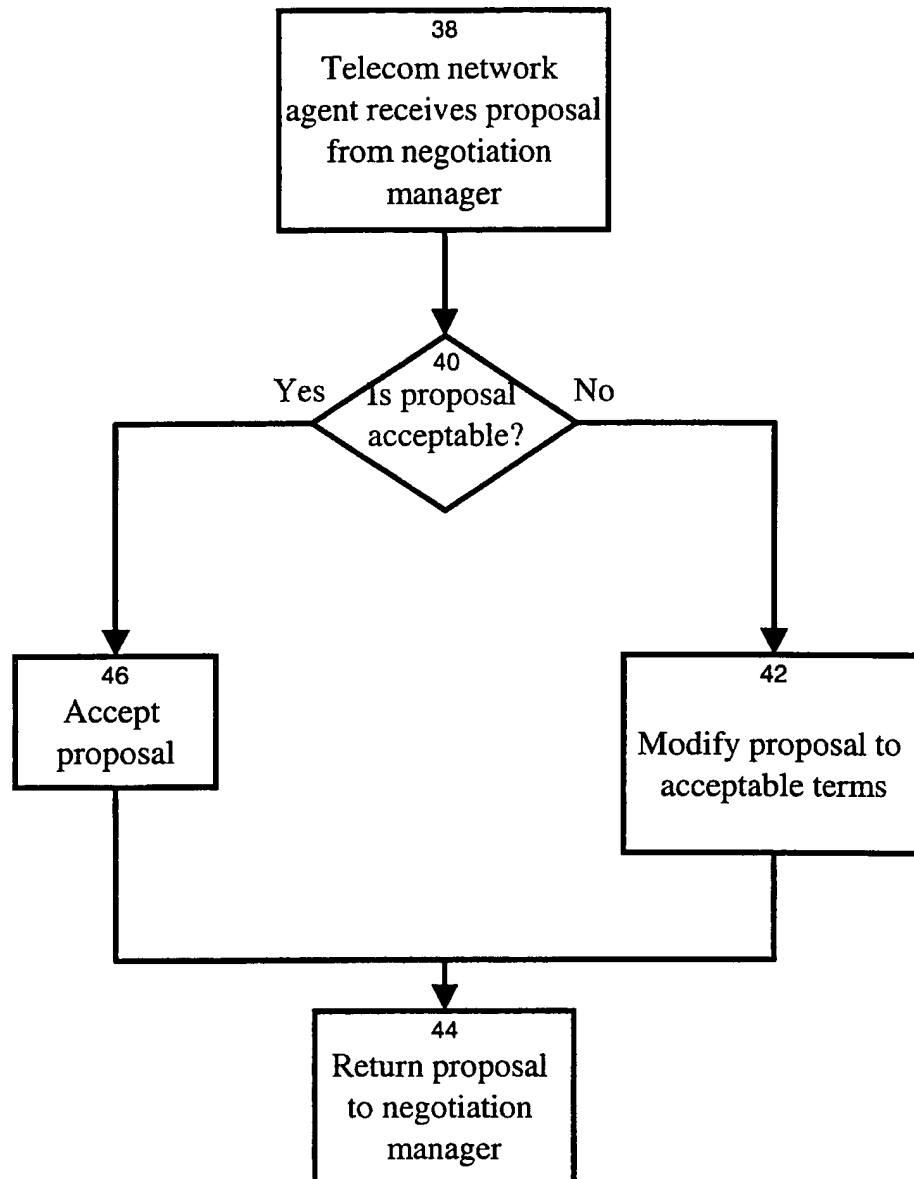 38
Telecom network
agent receives proposal
from negotiation
manager
40
Yes
Is proposal
No
acceptable?
46
Accept
proposal
42
Modify proposal to
acceptable terms
44
Return proposal
to negotiation
manager